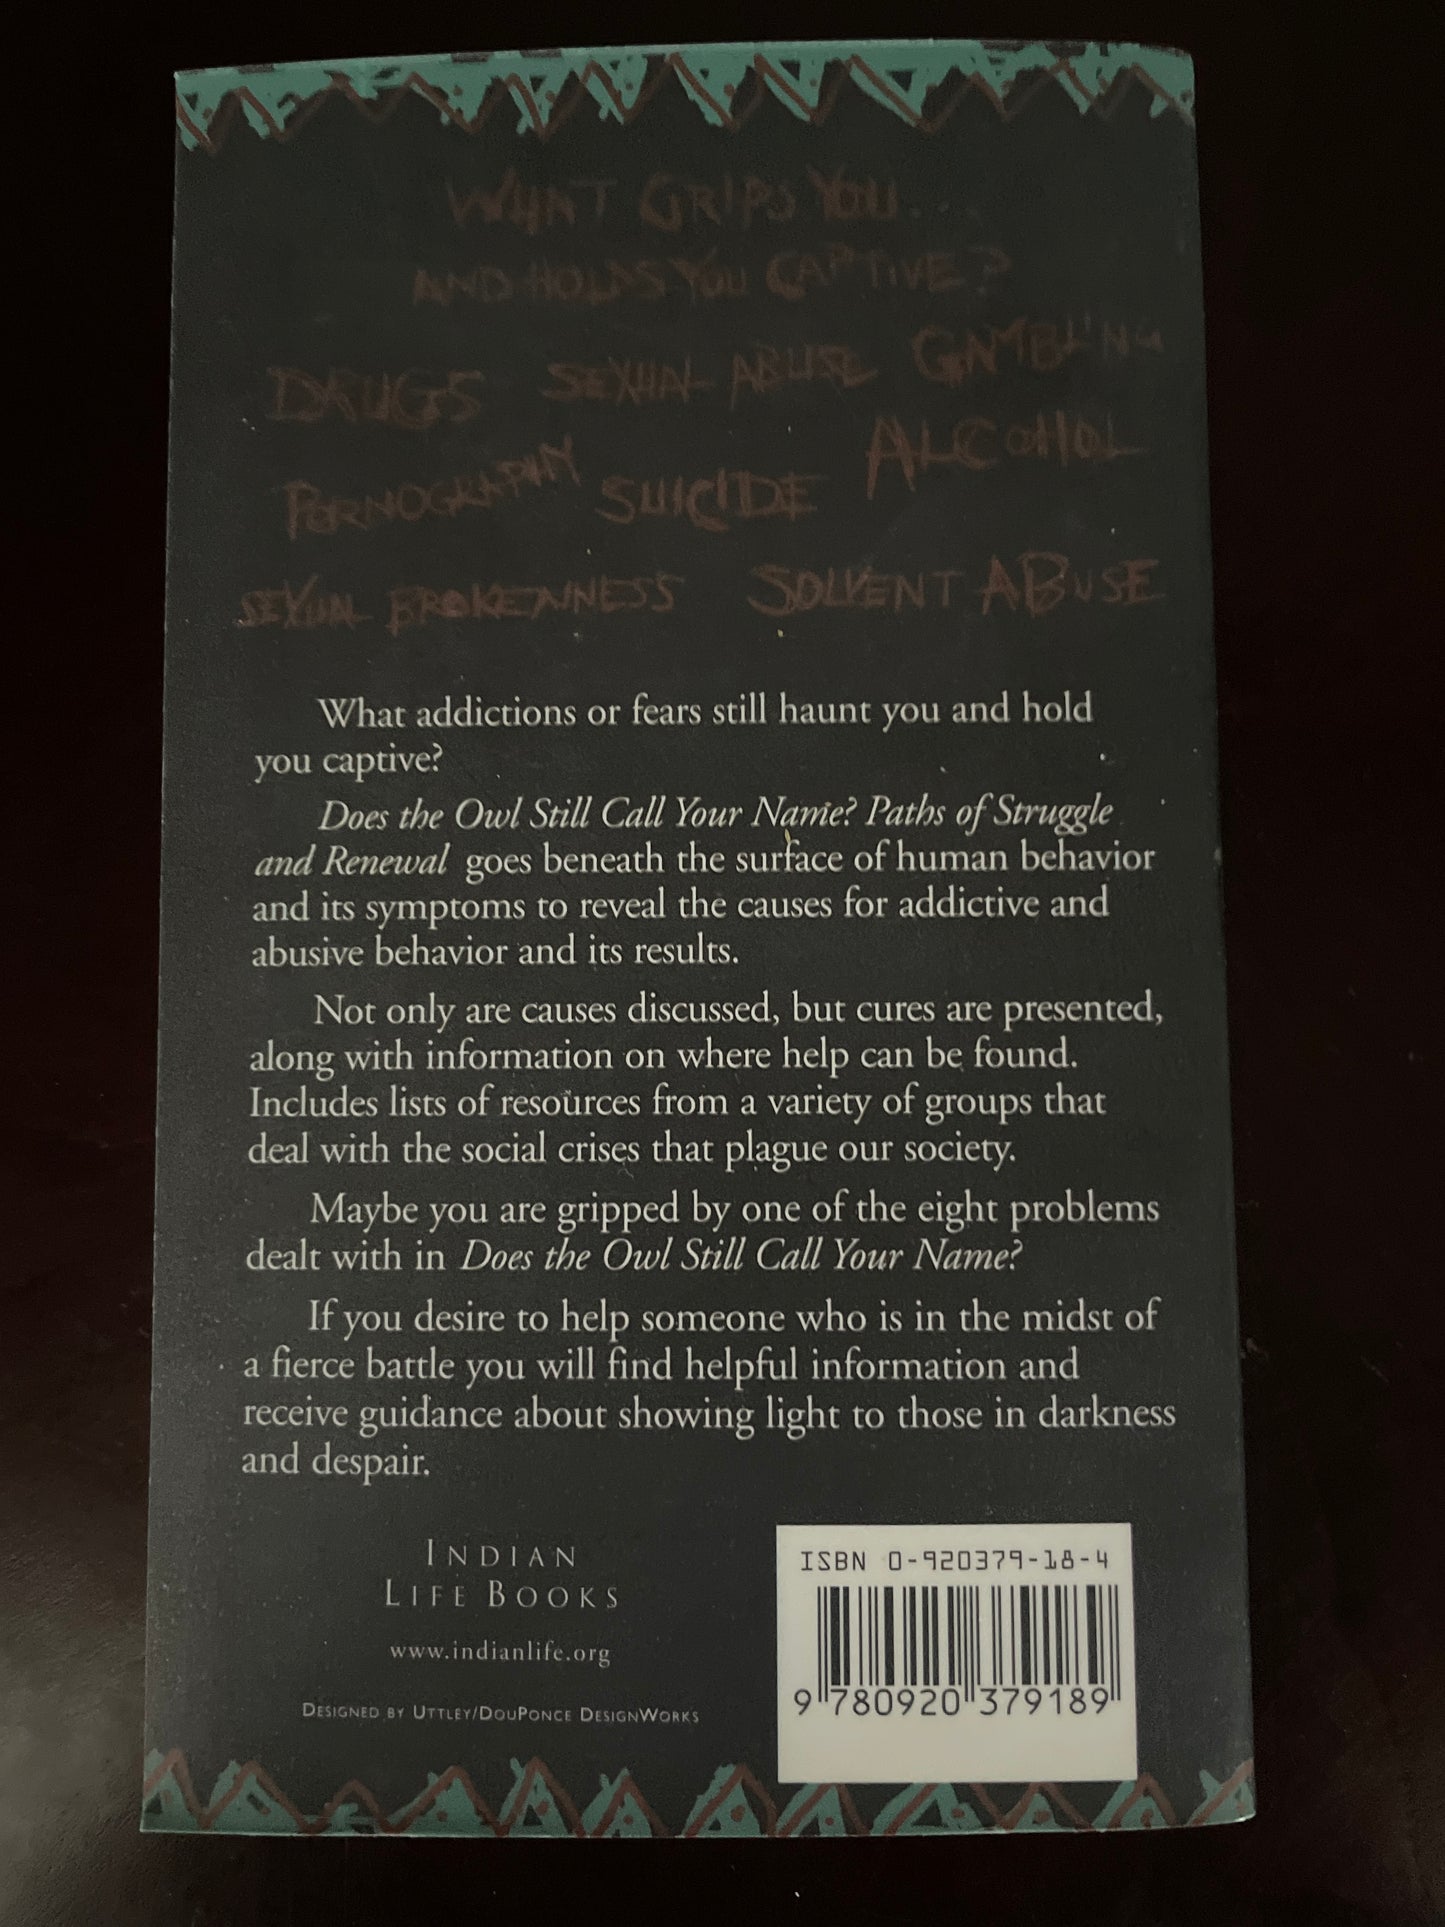 WHAT GRIPS YOU...
AND HOLDS YOU CAPTIVE?
DRUGS SEXUAL ABUSE GAMBLING
PORNOGRAPHY SUICIDE ALCOHOL
SEXUAL BROKENNESS SOLVENT ABUSE
What addictions or fears still haunt you and hold
you captive?
Does the Owl Still Call Your Name? Paths of Struggle
and Renewal goes beneath the surface of human behavior
and its symptoms to reveal the causes for addictive and
abusive behavior and its results.
Not only are causes discussed, but cures are presented,
along with information on where help can be found.
Includes lists of resources from a variety of groups that
deal with the social crises that plague our society.
Maybe you are gripped by one of the eight problems
dealt with in Does the Owl Still Call Your Name?
If you desire to help someone who is in the midst of
a fierce battle you will find helpful information and
receive guidance about showing light to those in darkness
and despair.
INDIAN
LIFE BOOKS
www.indianlife.org
DESIGNED BY UTTLEY/DOUPONCE DESIGNWORKS
ISBN 0-920379-18-4
9 780920 379189